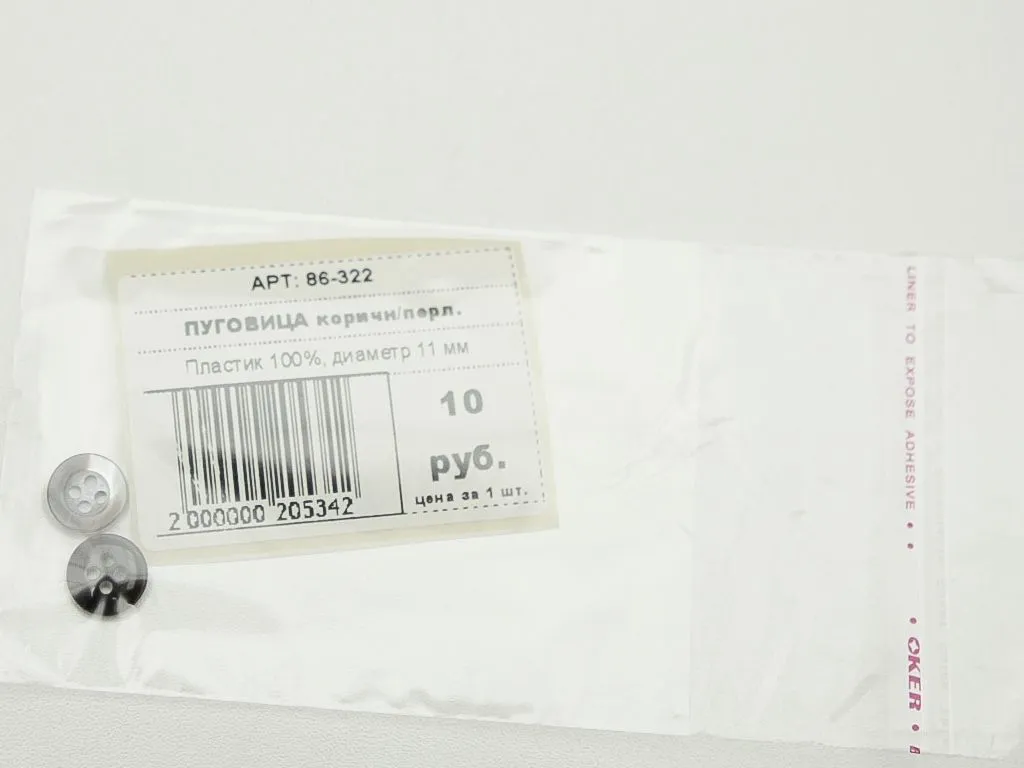 АРТ: 86-322
ПУГОВИЦА коричн/перл.
Пластик 100%, диаметр 11 мм
10
руб.
цена за 1 шт.
2 000000 205342
LINER TO EXPOSE ADHESIVE • •
• OKER •